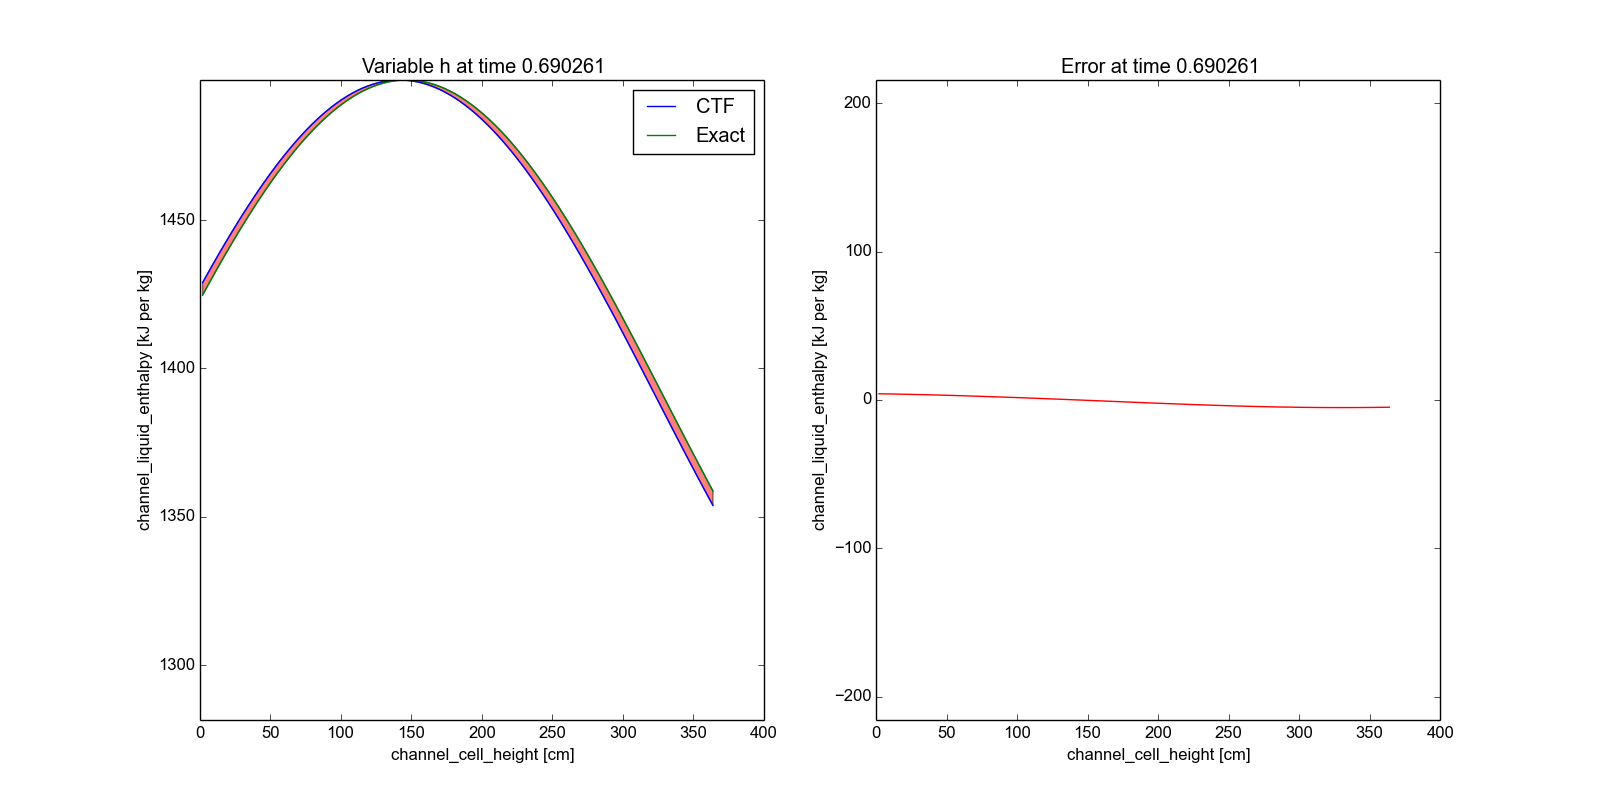 Variable h at time 0.690261
CTF
Exact
1450
1400
1350
1300
channel_liquid_enthalpy [kJ per kg]
0 50 100 150 200 250 300 350 400
channel_cell_height [cm]
Error at time 0.690261
200
100
0
−100
−200
channel_liquid_enthalpy [kJ per kg]
0 50 100 150 200 250 300 350 400
channel_cell_height [cm]